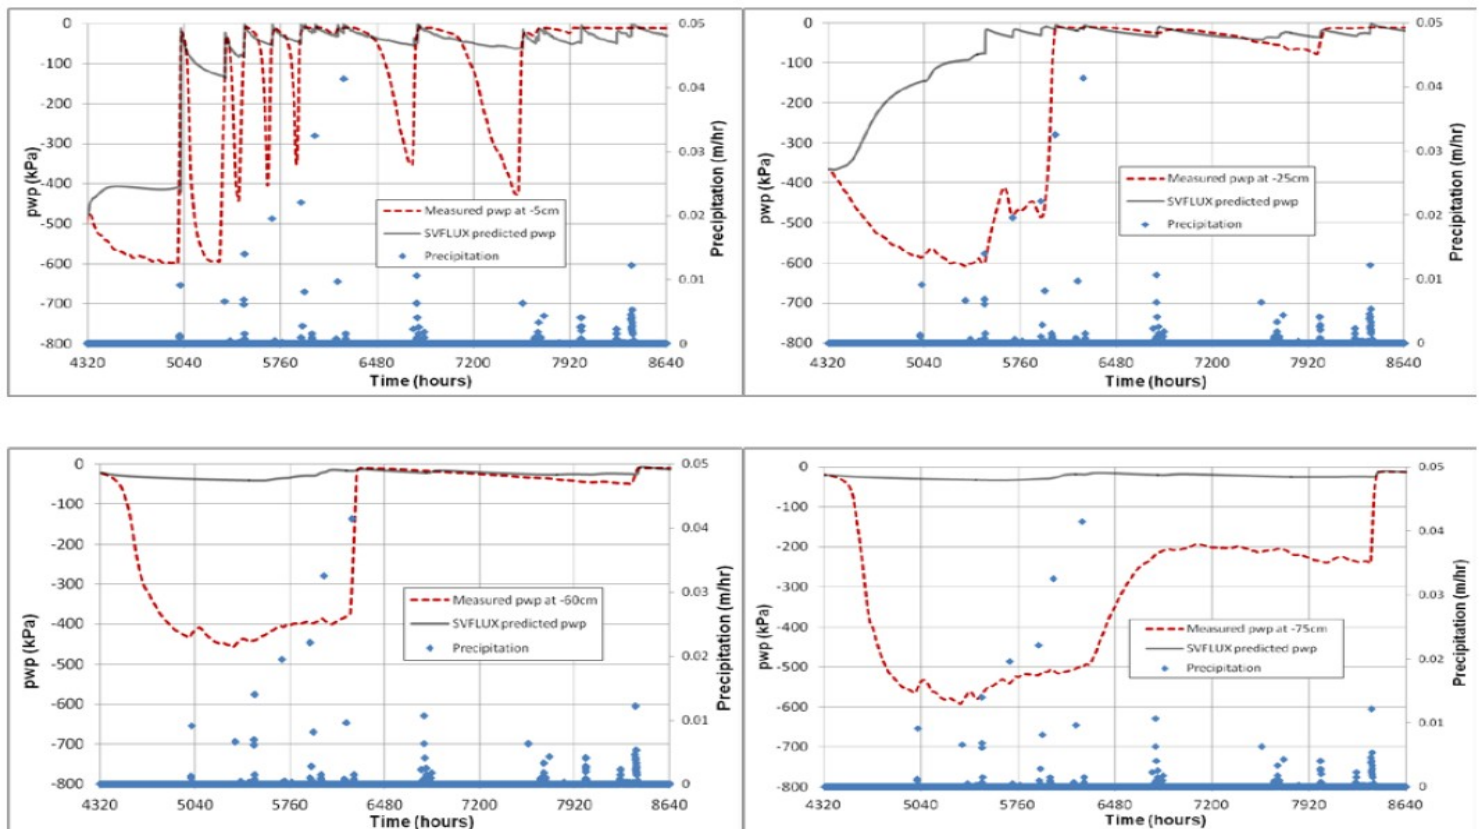 0
-100
-200
-300
-400
-500
-600
-700
-800
pwp (kPa)
0.05
0.04
0.03
0.02
0.01
0
Precipitation (m/hr)
Measured pwp at -5cm
SVFLUX predicted pwp
Precipitation
4320 5040 5760 6480 7200 7920 8640
Time (hours)
0
-100
-200
-300
-400
-500
-600
-700
-800
pwp (kPa)
0.05
0.04
0.03
0.02
0.01
0
Precipitation (m/hr)
Measured pwp at -25cm
SVFLUX predicted pwp
Precipitation
4320 5040 5760 6480 7200 7920 8640
Time (hours)
0
-100
-200
-300
-400
-500
-600
-700
-800
pwp (kPa)
0.05
0.04
0.03
0.02
0.01
0
Precipitation (m/hr)
Measured pwp at -60cm
SVFLUX predicted pwp
Precipitation
4320 5040 5760 6480 7200 7920 8640
Time (hours)
0
-100
-200
-300
-400
-500
-600
-700
-800
pwp (kPa)
0.05
0.04
0.03
0.02
0.01
0
Precipitation (m/hr)
Measured pwp at -75cm
SVFLUX predicted pwp
Precipitation
4320 5040 5760 6480 7200 7920 8640
Time (hours)